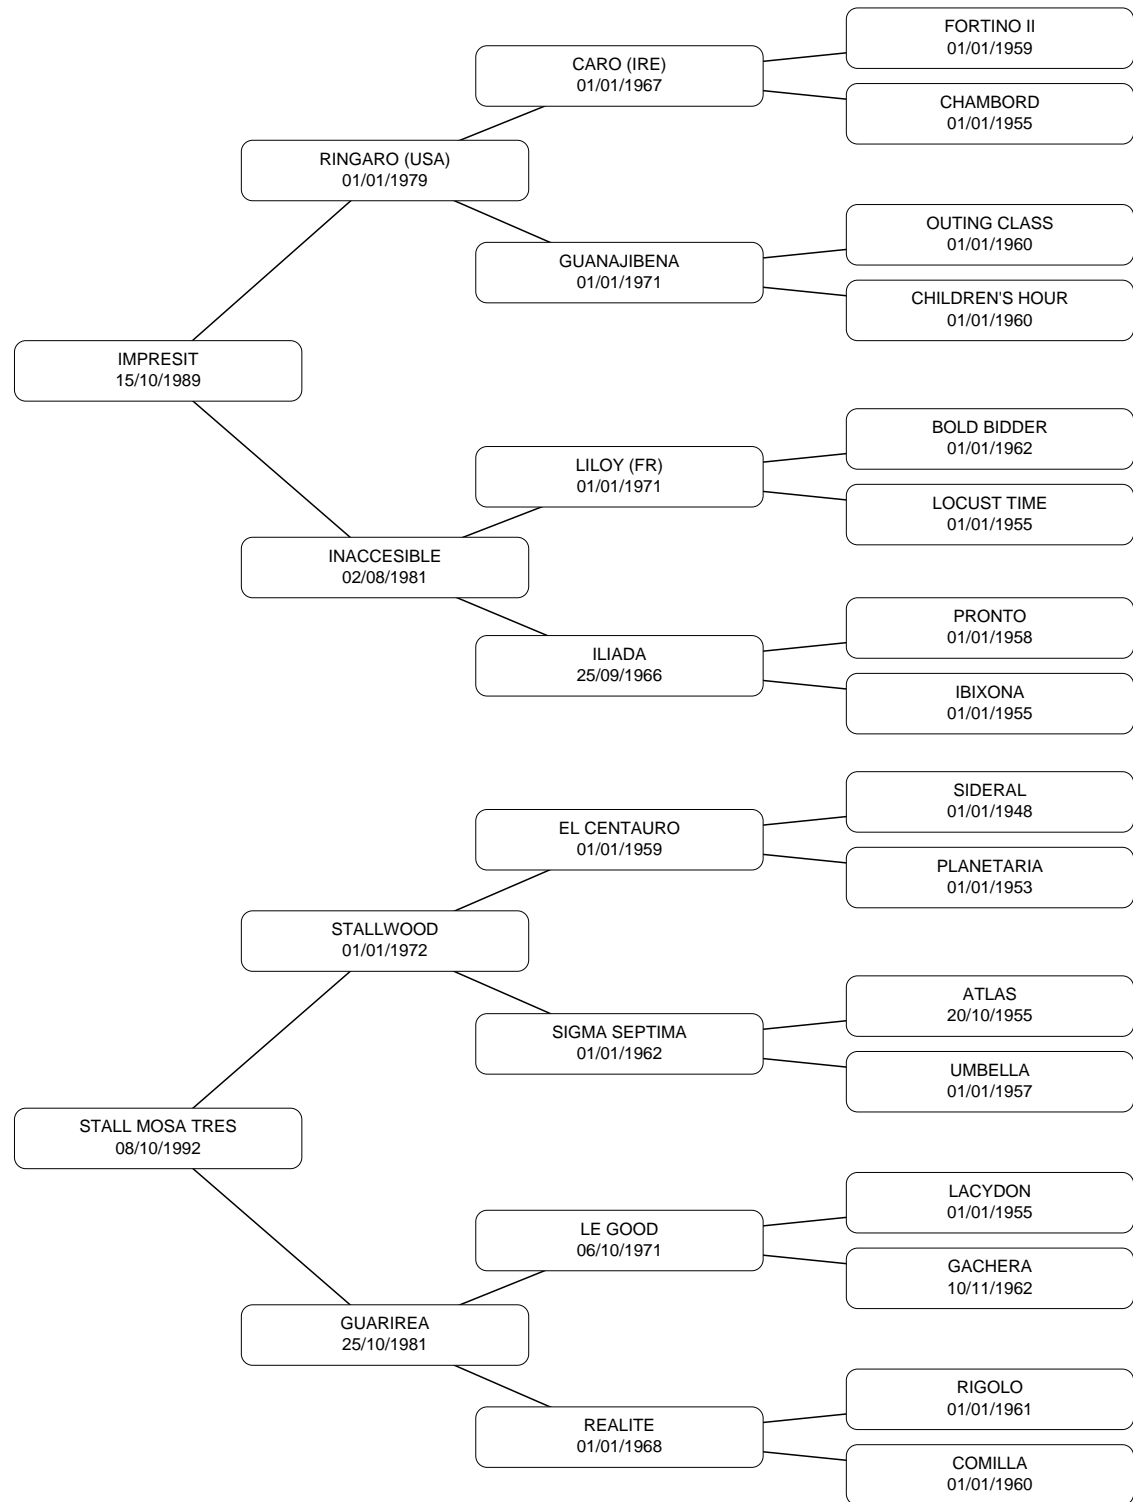 FORTINO II
01/01/1959
CARO (IRE)
01/01/1967
CHAMBORD
01/01/1955
RINGARO (USA)
01/01/1979
OUTING CLASS
01/01/1960
GUANAJIBENA
01/01/1971
CHILDREN'S HOUR
01/01/1960
IMPRESIT
15/10/1989
BOLD BIDDER
01/01/1962
LILOY (FR)
01/01/1971
LOCUST TIME
01/01/1955
INACCESIBLE
02/08/1981
PRONTO
01/01/1958
ILIADA
25/09/1966
IBIXONA
01/01/1955
SIDERAL
01/01/1948
EL CENTAURO
01/01/1959
PLANETARIA
01/01/1953
STALLWOOD
01/01/1972
ATLAS
20/10/1955
SIGMA SEPTIMA
01/01/1962
UMBELLA
01/01/1957
STALL MOSA TRES
08/10/1992
LACYDON
01/01/1955
LE GOOD
06/10/1971
GACHERA
10/11/1962
GUARIREA
25/10/1981
RIGOLO
01/01/1961
REALITE
01/01/1968
COMILLA
01/01/1960